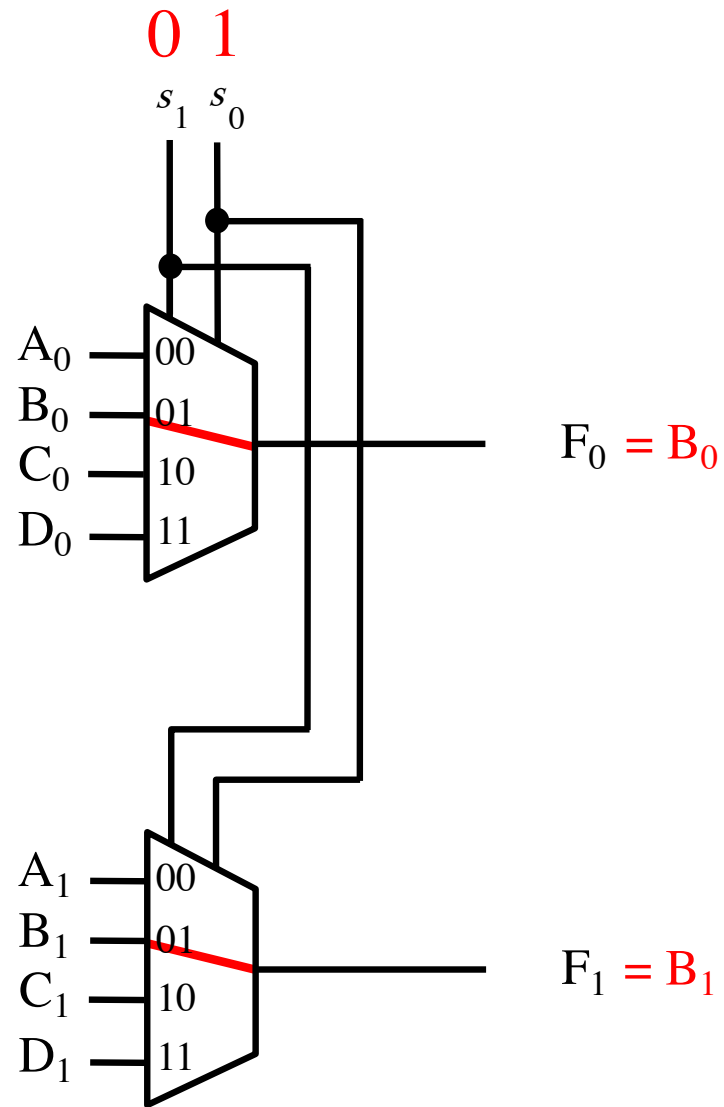 0 1
s₁ s₀
A₀ 00
B₀ 01
C₀ 10
D₀ 11
F₀ = B₀
A₁ 00
B₁ 01
C₁ 10
D₁ 11
F₁ = B₁